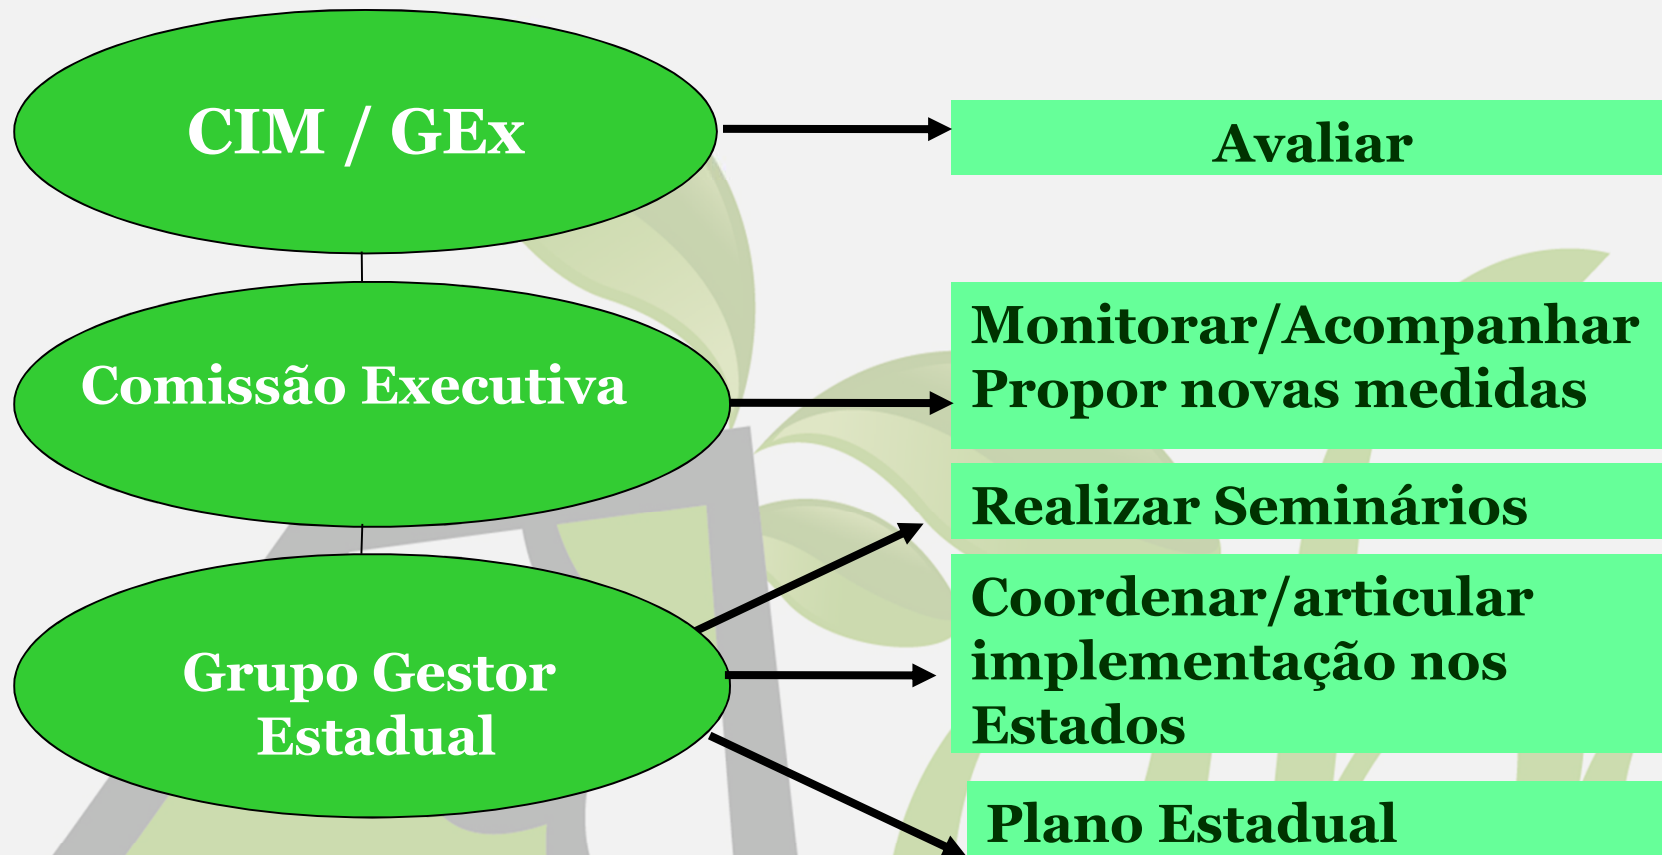 CIM / GEx
Avaliar
Comissão Executiva
Monitorar/Acompanhar
Propor novas medidas
Realizar Seminários
Grupo Gestor
Estadual
Coordenar/articular
implementação nos
Estados
Plano Estadual